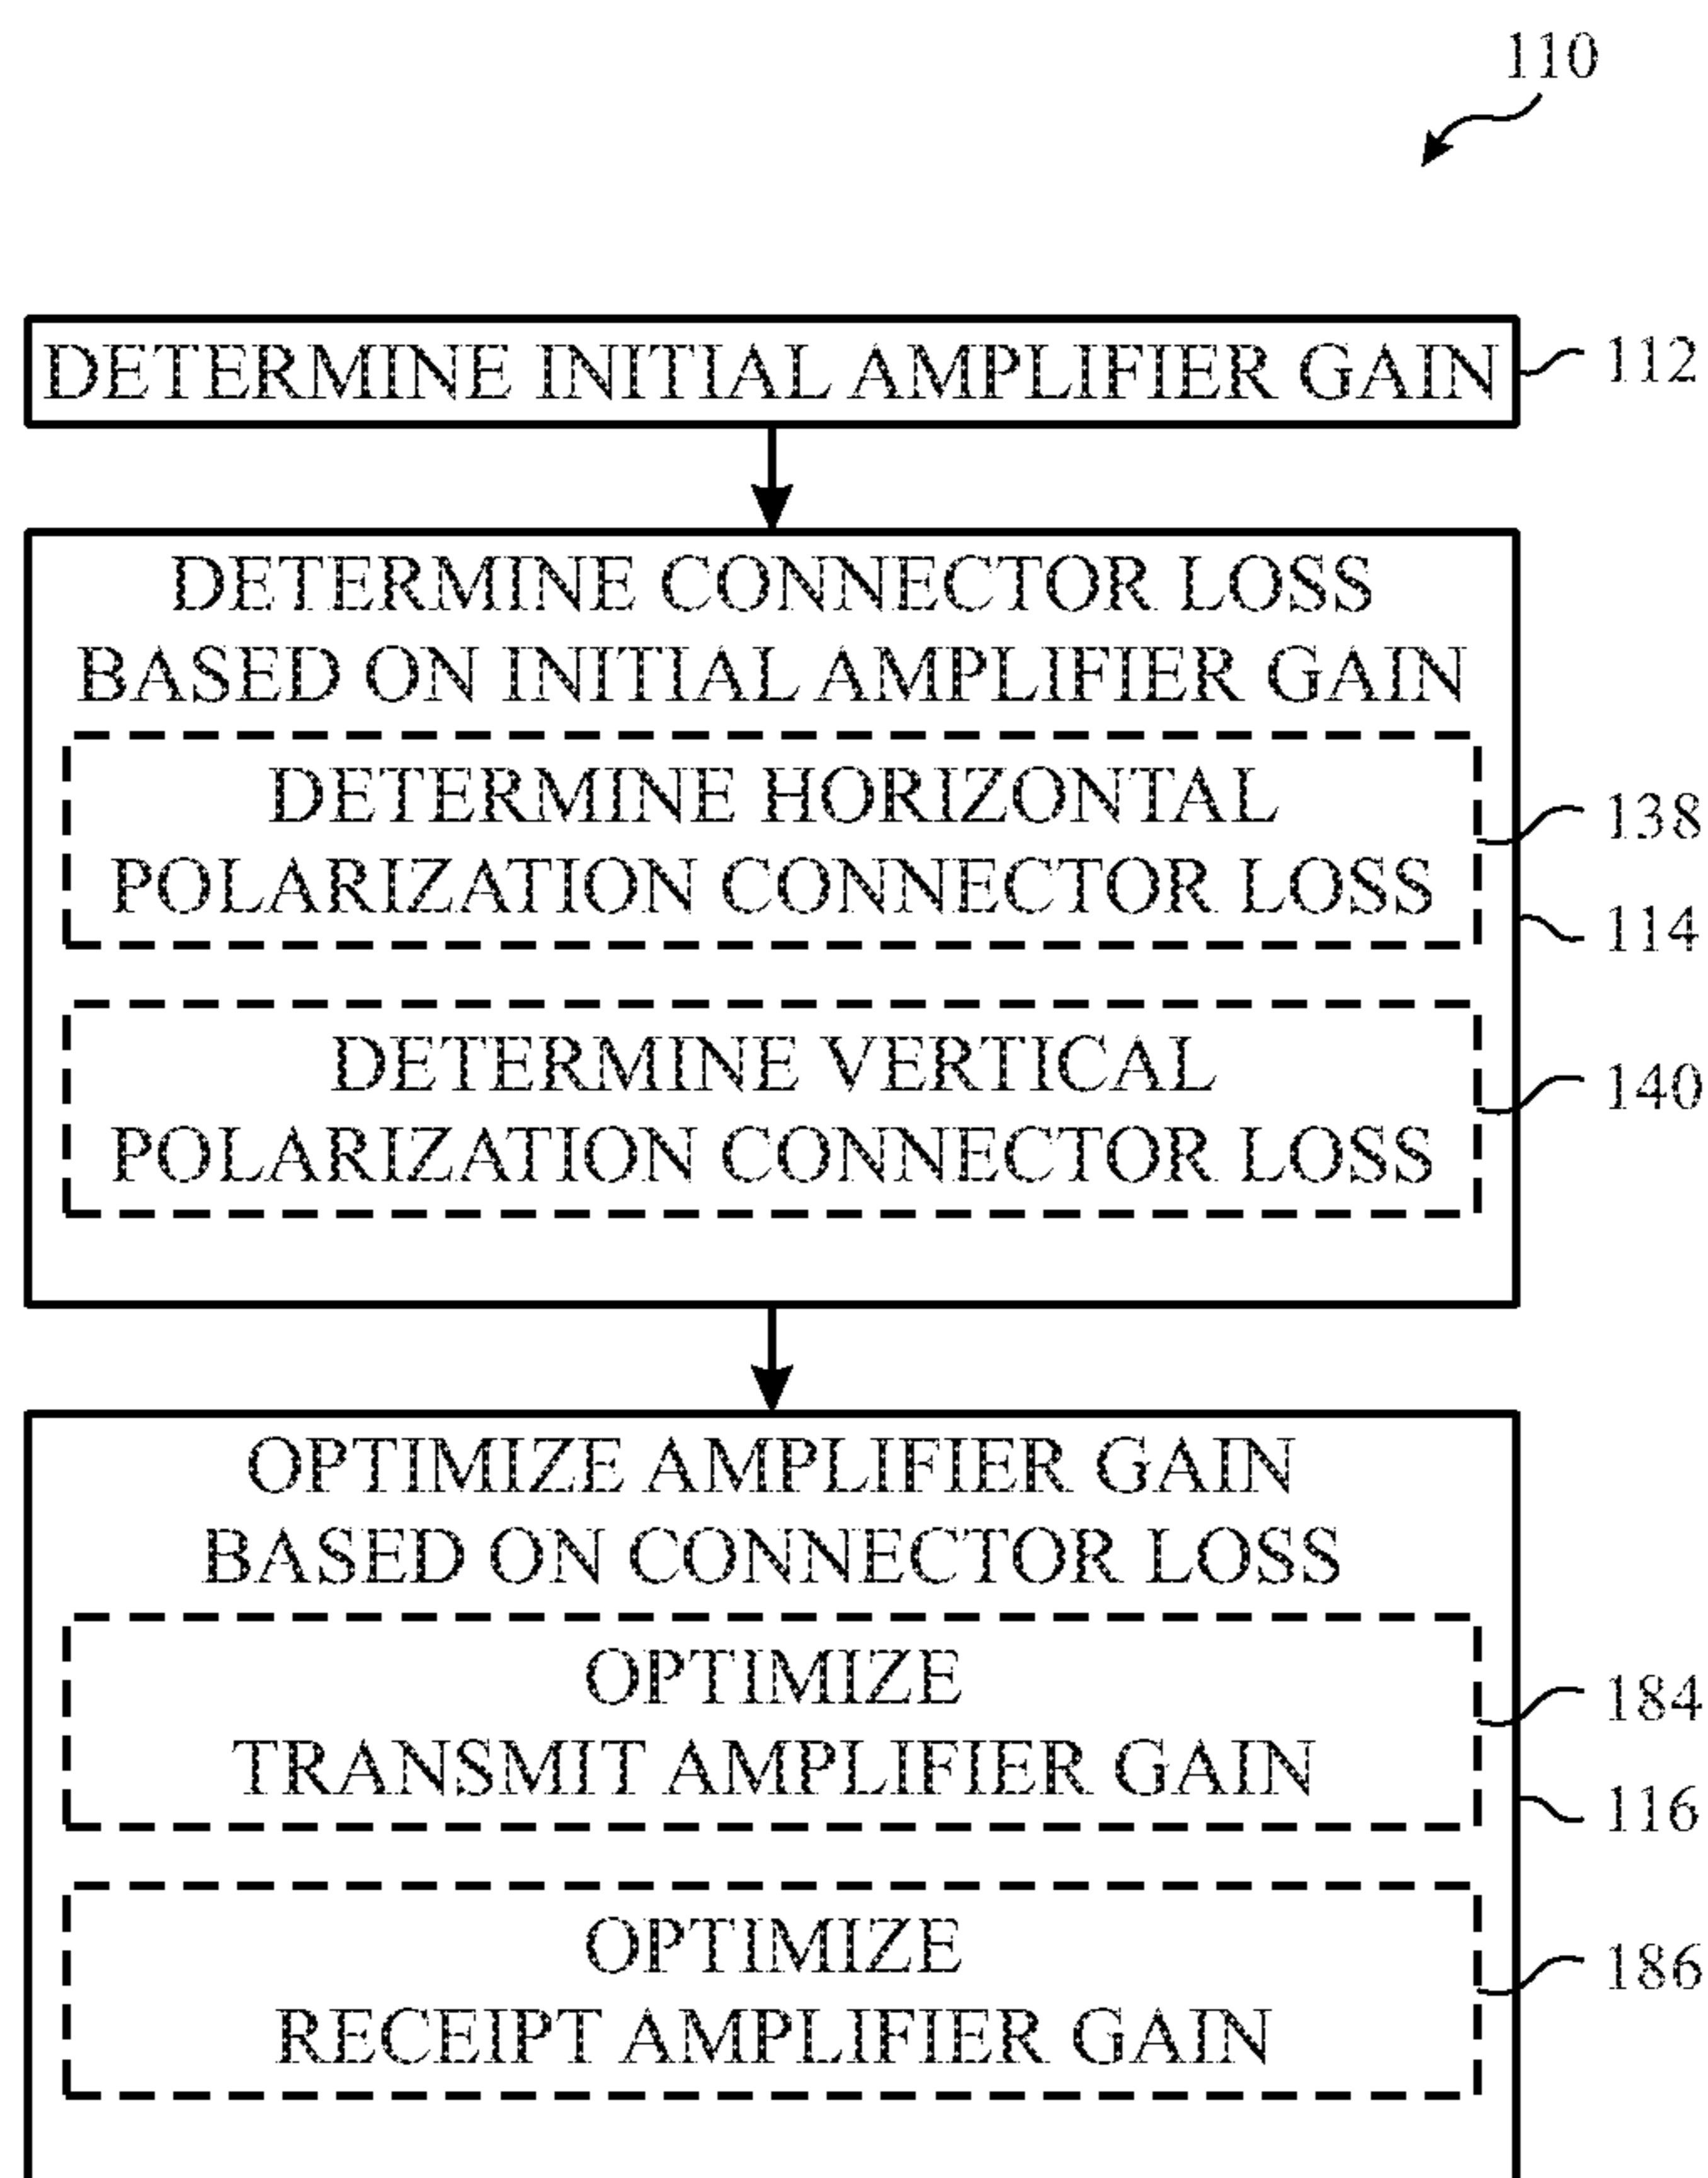 110
DETERMINE INITIAL AMPLIFIER GAIN
112
DETERMINE CONNECTOR LOSS
BASED ON INITIAL AMPLIFIER GAIN
DETERMINE HORIZONTAL
POLARIZATION CONNECTOR LOSS
138
114
DETERMINE VERTICAL
POLARIZATION CONNECTOR LOSS
140
OPTIMIZE AMPLIFIER GAIN
BASED ON CONNECTOR LOSS
OPTIMIZE
TRANSMIT AMPLIFIER GAIN
184
116
OPTIMIZE
RECEIPT AMPLIFIER GAIN
186